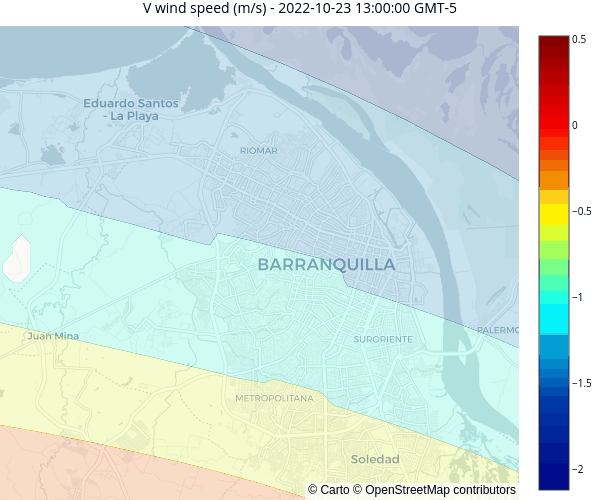 V wind speed (m/s) - 2022-10-23 13:00:00 GMT-5
0.5
Eduardo Santos
- La Playa
0
RIOMAR
−0.5
BARRANQUILLA
−1
PALERMO
Juan Mina
SURORIENTE
−1.5
METROPOLITANA
Soledad
−2
© Carto © OpenStreetMap contributors